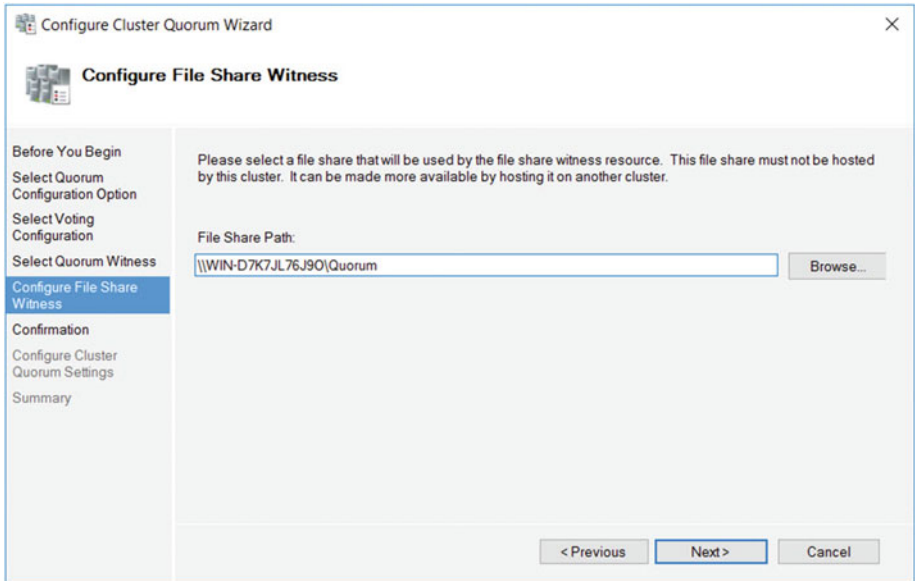 Configure Cluster Quorum Wizard
Configure File Share Witness
Before You Begin
Select Quorum
Configuration Option
Select Voting
Configuration
Select Quorum Witness
Configure File Share
Witness
Confirmation
Configure Cluster
Quorum Settings
Summary
Please select a file share that will be used by the file share witness resource. This file share must not be hosted
by this cluster. It can be made more available by hosting it on another cluster.
File Share Path:
\\WIN-D7K7JL76J9O\Quorum
Browse...
< Previous
Next >
Cancel